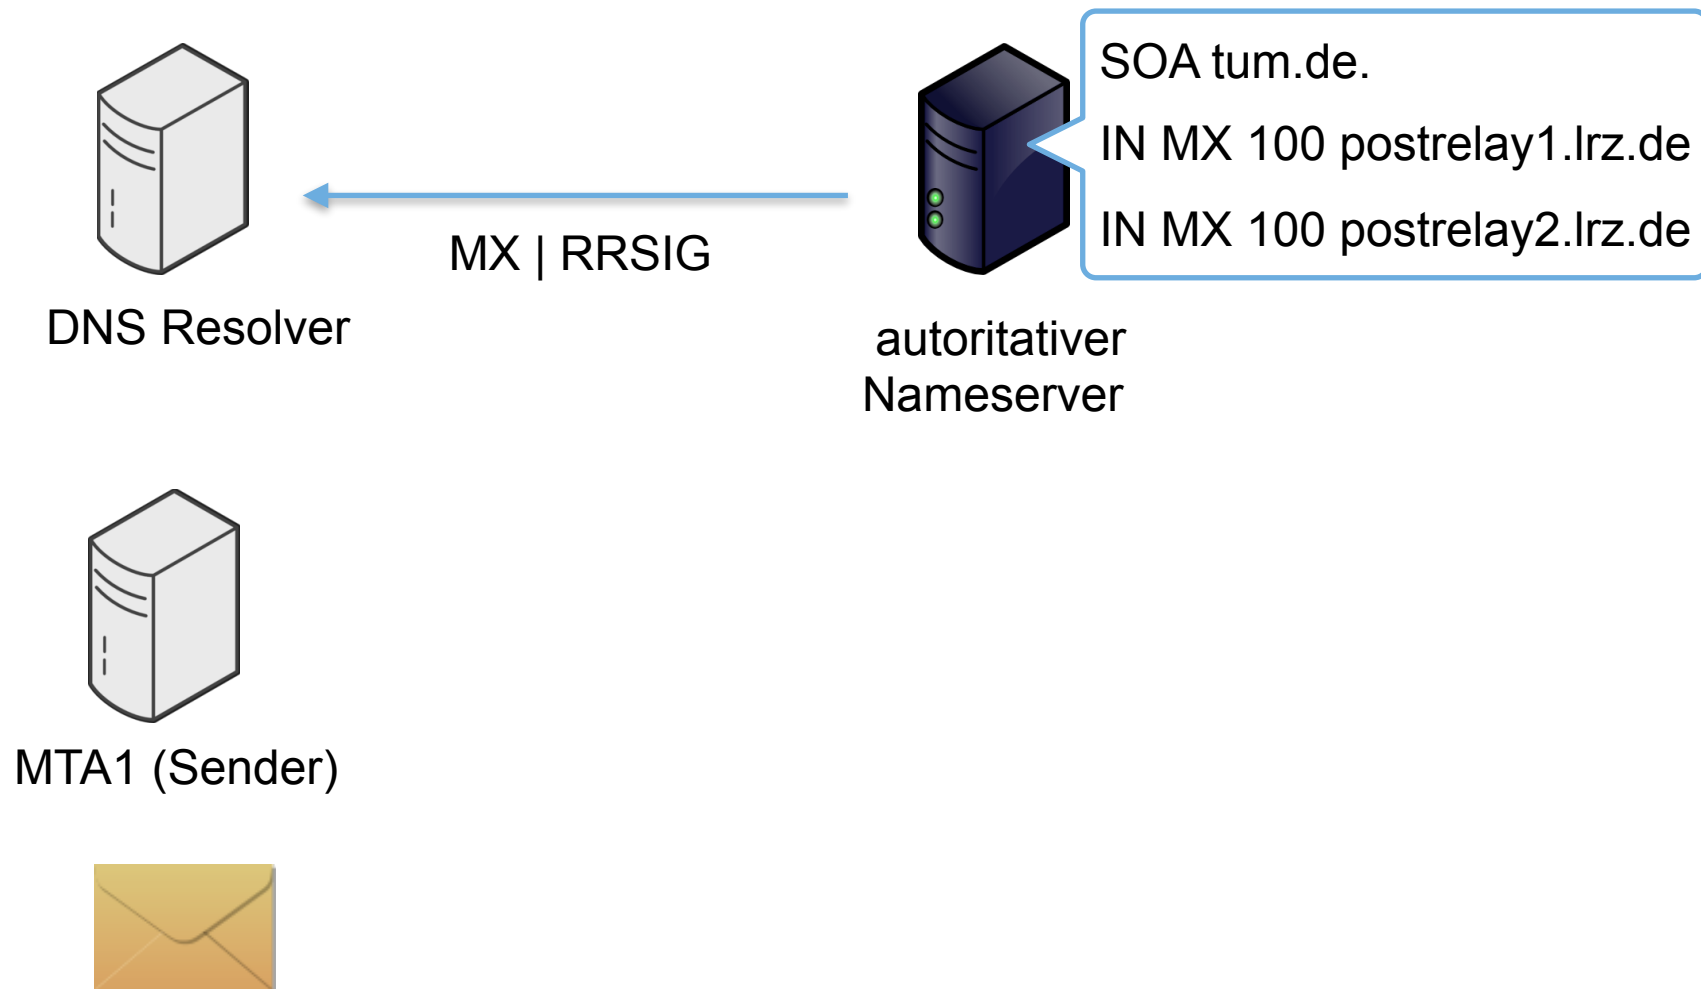 SOA tum.de.
IN MX 100 postrelay1.lrz.de
IN MX 100 postrelay2.lrz.de
MX | RRSIG
DNS Resolver
autoritativer
Nameserver
MTA1 (Sender)